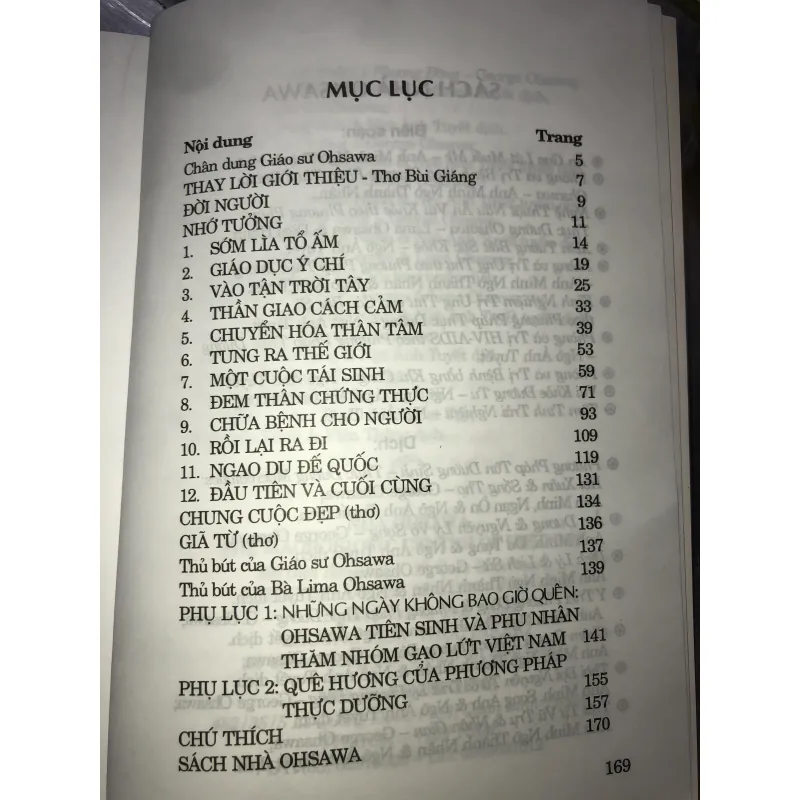 MỤC LỤC
Nội dung Trang
Chân dung Giáo sư Ohsawa 5
THAY LỜI GIỚI THIỆU - Thơ Bùi Giáng 7
ĐỜI NGƯỜI 9
NHỚ TƯỞNG 11
1. SỚM LÌA TỔ ẤM 14
2. GIÁO DỤC Ý CHÍ 19
3. VÀO TẬN TRỜI TÂY 25
4. THẦN GIAO CÁCH CẢM 33
5. CHUYỂN HÓA THÂN TÂM 39
6. TUNG RA THẾ GIỚI 53
7. MỘT CUỘC TÁI SINH 59
8. ĐEM THÂN CHỨNG THỰC 71
9. CHỮA BỆNH CHO NGƯỜI 93
10. RỒI LẠI RA ĐI 109
11. NGAO DU ĐẾ QUỐC 119
12. ĐẦU TIÊN VÀ CUỐI CÙNG 131
CHUNG CUỘC ĐẸP (thơ) 134
GIÃ TỪ (thơ) 136
Thủ bút của Giáo sư Ohsawa 137
Thủ bút của Bà Lima Ohsawa 139
PHỤ LỤC 1: NHỮNG NGÀY KHÔNG BAO GIỜ QUÊN:
OHSAWA TIÊN SINH VÀ PHU NHÂN
THĂM NHÓM GẠO LỨT VIỆT NAM 141
PHỤ LỤC 2: QUÊ HƯƠNG CỦA PHƯƠNG PHÁP
THỰC DƯỠNG 155
CHÚ THÍCH 157
SÁCH NHÀ OHSAWA 170
169